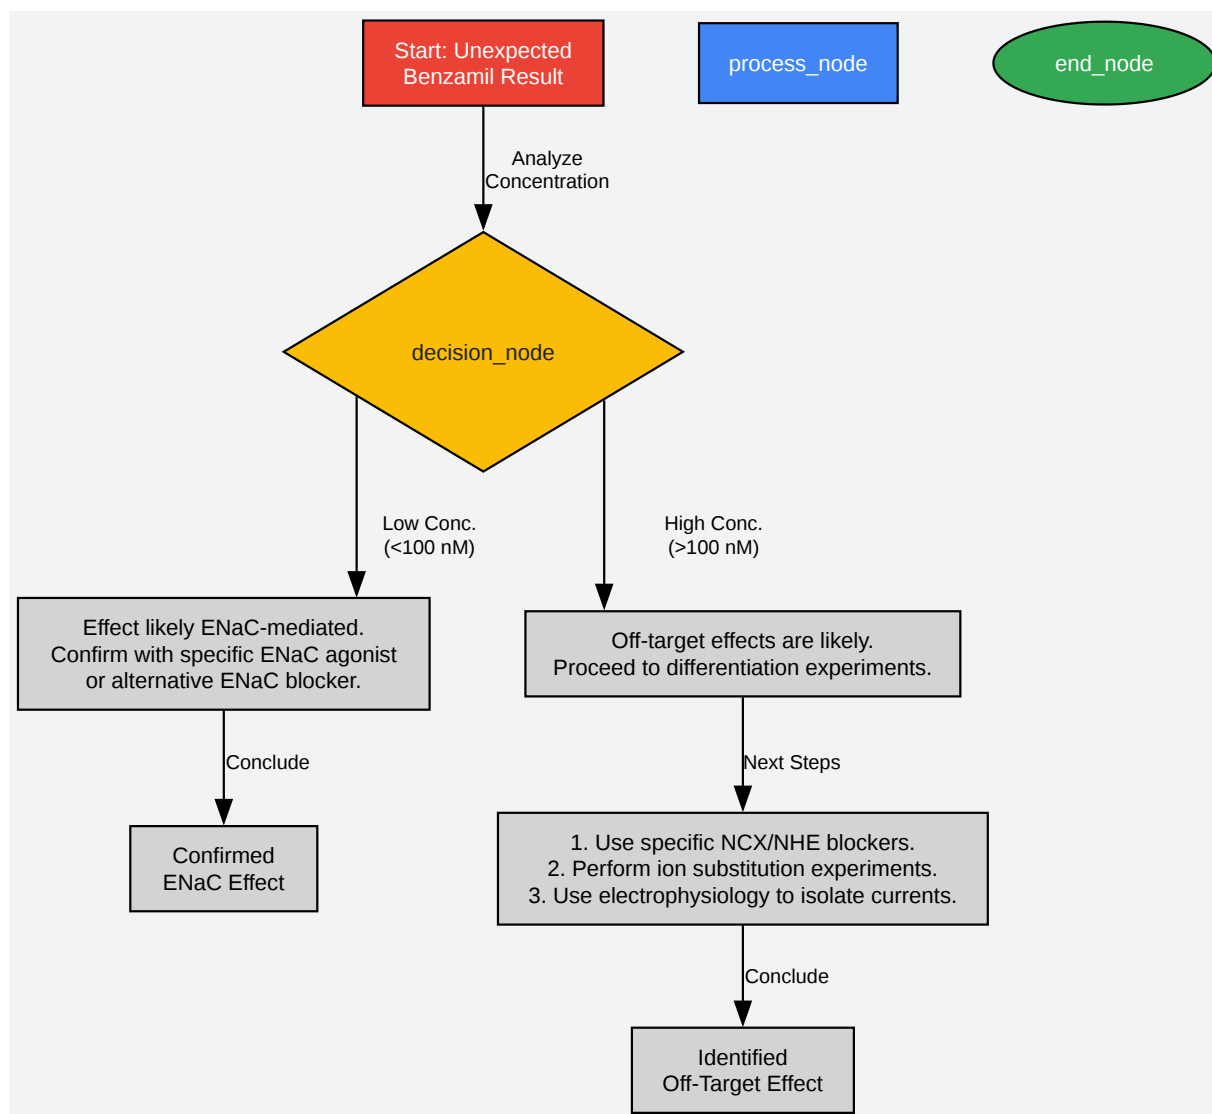 Start: Unexpected
Benzamil Result
process_node
end_node
Analyze
Concentration
decision_node
Low Conc.
(<100 nM)
High Conc.
(>100 nM)
Effect likely ENaC-mediated.
Confirm with specific ENaC agonist
or alternative ENaC blocker.
Off-target effects are likely.
Proceed to differentiation experiments.
Conclude
Next Steps
Confirmed
ENaC Effect
1. Use specific NCX/NHE blockers.
2. Perform ion substitution experiments.
3. Use electrophysiology to isolate currents.
Conclude
Identified
Off-Target Effect